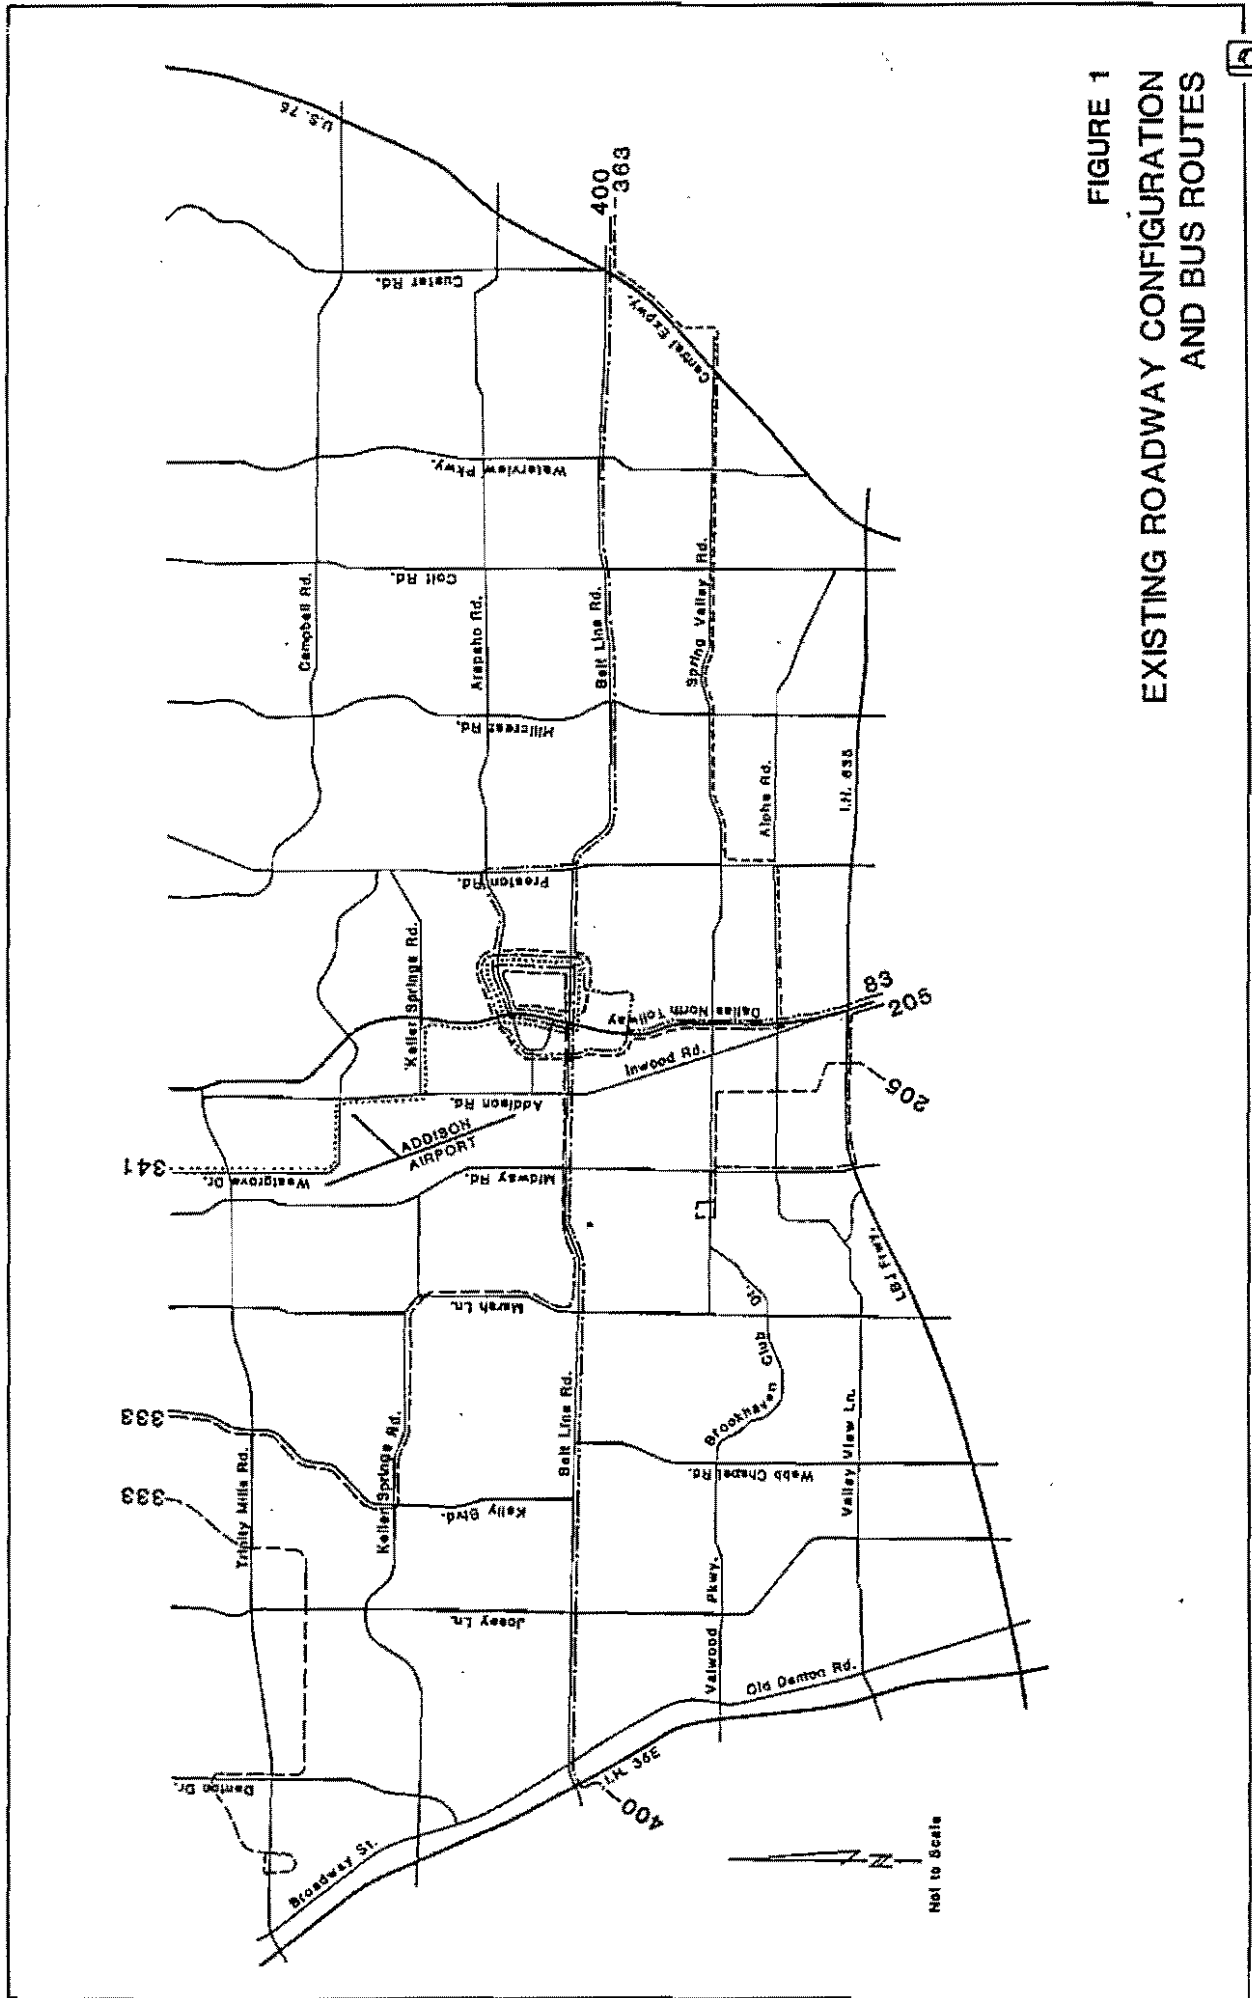 FIGURE 1
EXISTING ROADWAY CONFIGURATION
AND BUS ROUTES
U.S. 75
400
363
Custer Rd.
Central Expwy.
Waterview Pkwy.
Coit Rd.
Campbell Rd.
Arapaho Rd.
Belt Line Rd.
Spring Valley Rd.
Hillcrest Rd.
Alpha Rd.
I.H. 635
Preston Rd.
Keller Springs Rd.
Dallas North Tollway
83
206
Inwood Rd.
205
Addison Rd.
ADDISON
AIRPORT
341
Westgrove Dr.
Midway Rd.
LBJ Frwy.
Marsh Ln.
Brookhaven Club Dr.
333
Trinity Mills Rd.
Keller Springs Rd.
Belt Line Rd.
Webb Chapel Rd.
Valley View Ln.
333
Kelly Blvd.
Josey Ln.
Valwood Pkwy.
Old Denton Rd.
Denton Dr.
I.H. 35E
400
Broadway St.
N
Not to Scale